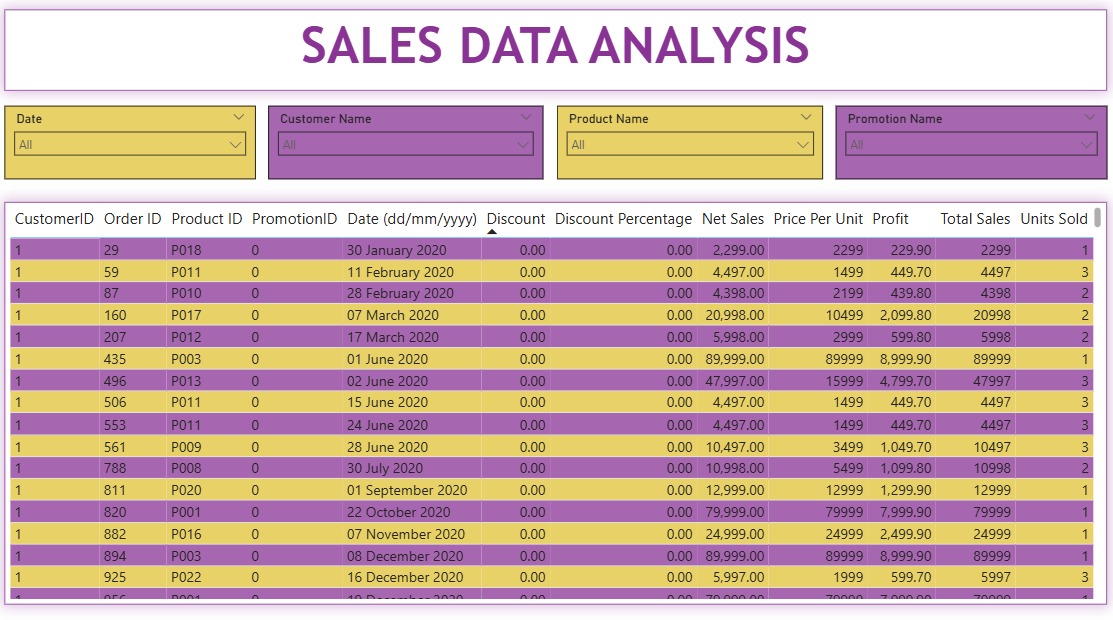 SALES DATA ANALYSIS
Date Customer Name Product Name Promotion Name
All All All All
CustomerID Order ID Product ID PromotionID Date (dd/mm/yyyy) Discount Discount Percentage Net Sales Price Per Unit Profit Total Sales Units Sold
1 29 P018 0 30 January 2020 0.00 0.00 2,299.00 2299 229.90 2299 1
1 59 P011 0 11 February 2020 0.00 0.00 4,497.00 1499 449.70 4497 3
1 87 P010 0 28 February 2020 0.00 0.00 4,398.00 2199 439.80 4398 2
1 160 P017 0 07 March 2020 0.00 0.00 20,998.00 10499 2,099.80 20998 2
1 207 P012 0 17 March 2020 0.00 0.00 5,998.00 2999 599.80 5998 2
1 435 P003 0 01 June 2020 0.00 0.00 89,999.00 89999 8,999.90 89999 1
1 496 P013 0 02 June 2020 0.00 0.00 47,997.00 15999 4,799.70 47997 3
1 506 P011 0 15 June 2020 0.00 0.00 4,497.00 1499 449.70 4497 3
1 553 P011 0 24 June 2020 0.00 0.00 4,497.00 1499 449.70 4497 3
1 561 P009 0 28 June 2020 0.00 0.00 10,497.00 3499 1,049.70 10497 3
1 788 P008 0 30 July 2020 0.00 0.00 10,998.00 5499 1,099.80 10998 2
1 811 P020 0 01 September 2020 0.00 0.00 12,999.00 12999 1,299.90 12999 1
1 820 P001 0 22 October 2020 0.00 0.00 79,999.00 79999 7,999.90 79999 1
1 882 P016 0 07 November 2020 0.00 0.00 24,999.00 24999 2,499.90 24999 1
1 894 P003 0 08 December 2020 0.00 0.00 89,999.00 89999 8,999.90 89999 1
1 925 P022 0 16 December 2020 0.00 0.00 5,997.00 1999 599.70 5997 3